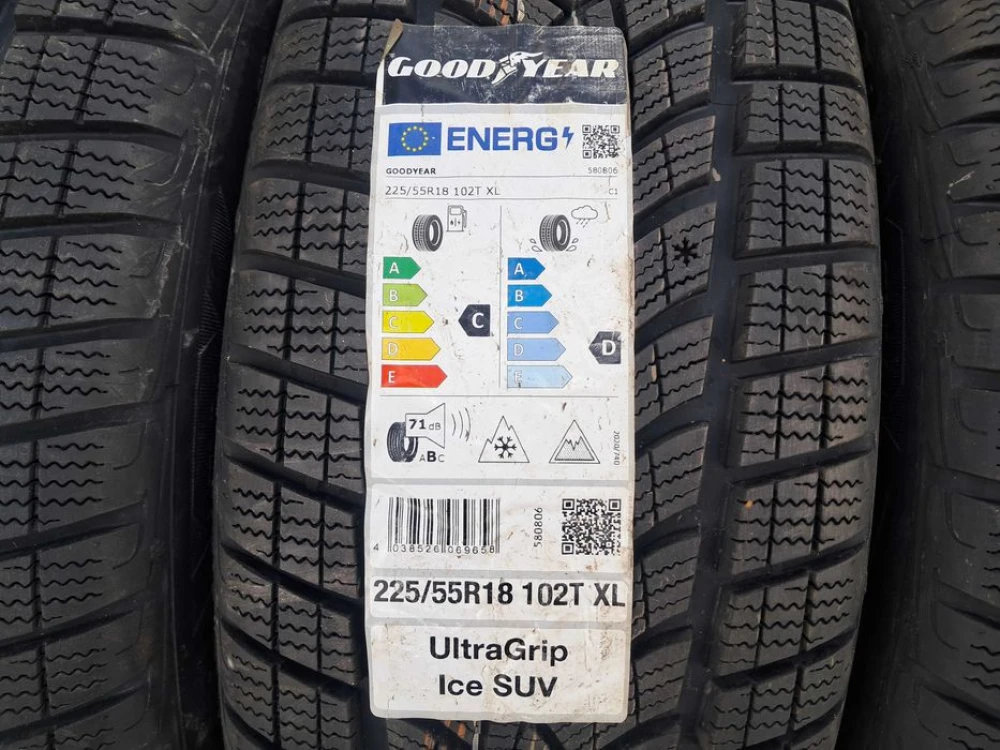 GOODYEAR
ENERG
GOODYEAR 580806
225/55R18 102T XL C1
A A
B B
C C C
D D D
E E
71 dB
ABC
2020/740
4 038526 069658
580806
225/55R18 102T XL
UltraGrip
Ice SUV